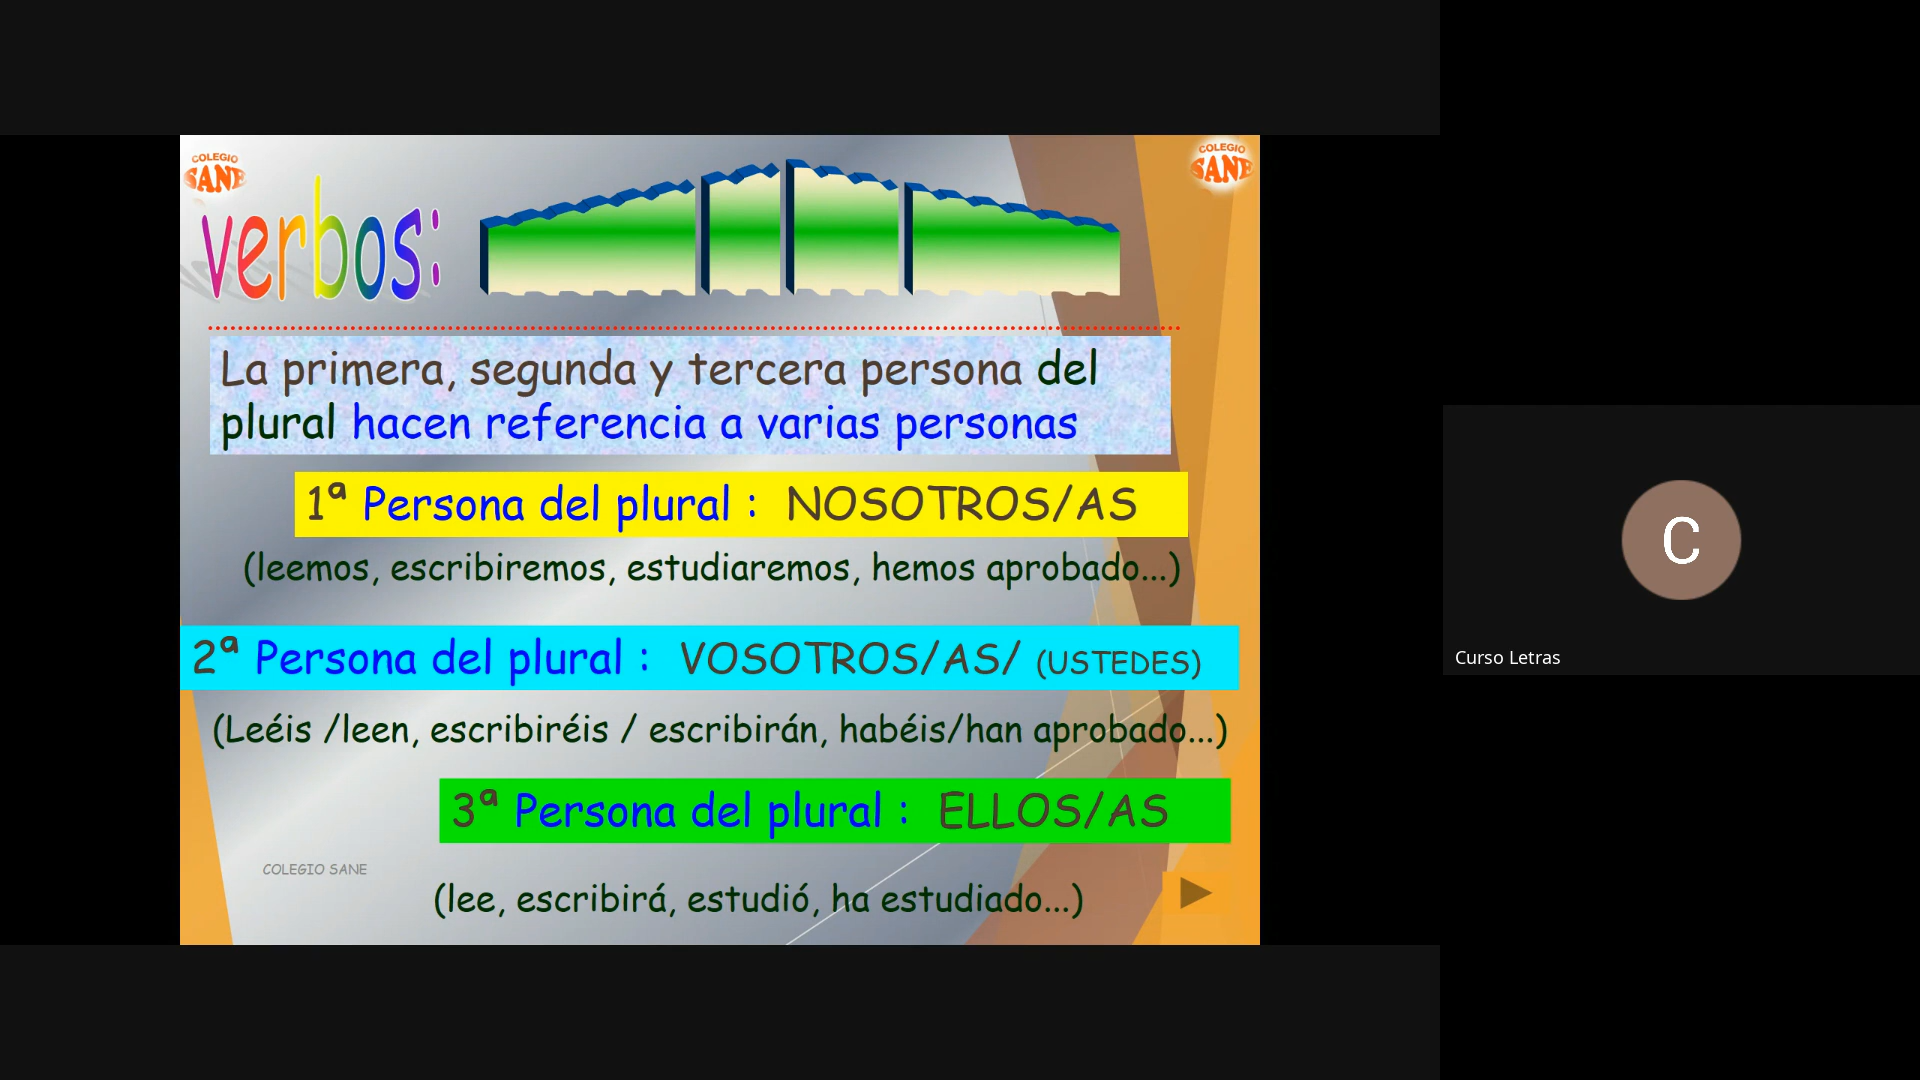 COLEGIO
SANE
COLEGIO
SANE
verbos:
La primera, segunda y tercera persona del
plural hacen referencia a varias personas
1ª Persona del plural : NOSOTROS/AS
(leemos, escribiremos, estudiaremos, hemos aprobado...)
2ª Persona del plural : VOSOTROS/AS/ (USTEDES)
(Leéis /leen, escribiréis / escribirán, habéis/han aprobado...)
3ª Persona del plural : ELLOS/AS
COLEGIO SANE
(lee, escribirá, estudió, ha estudiado...)
C
Curso Letras